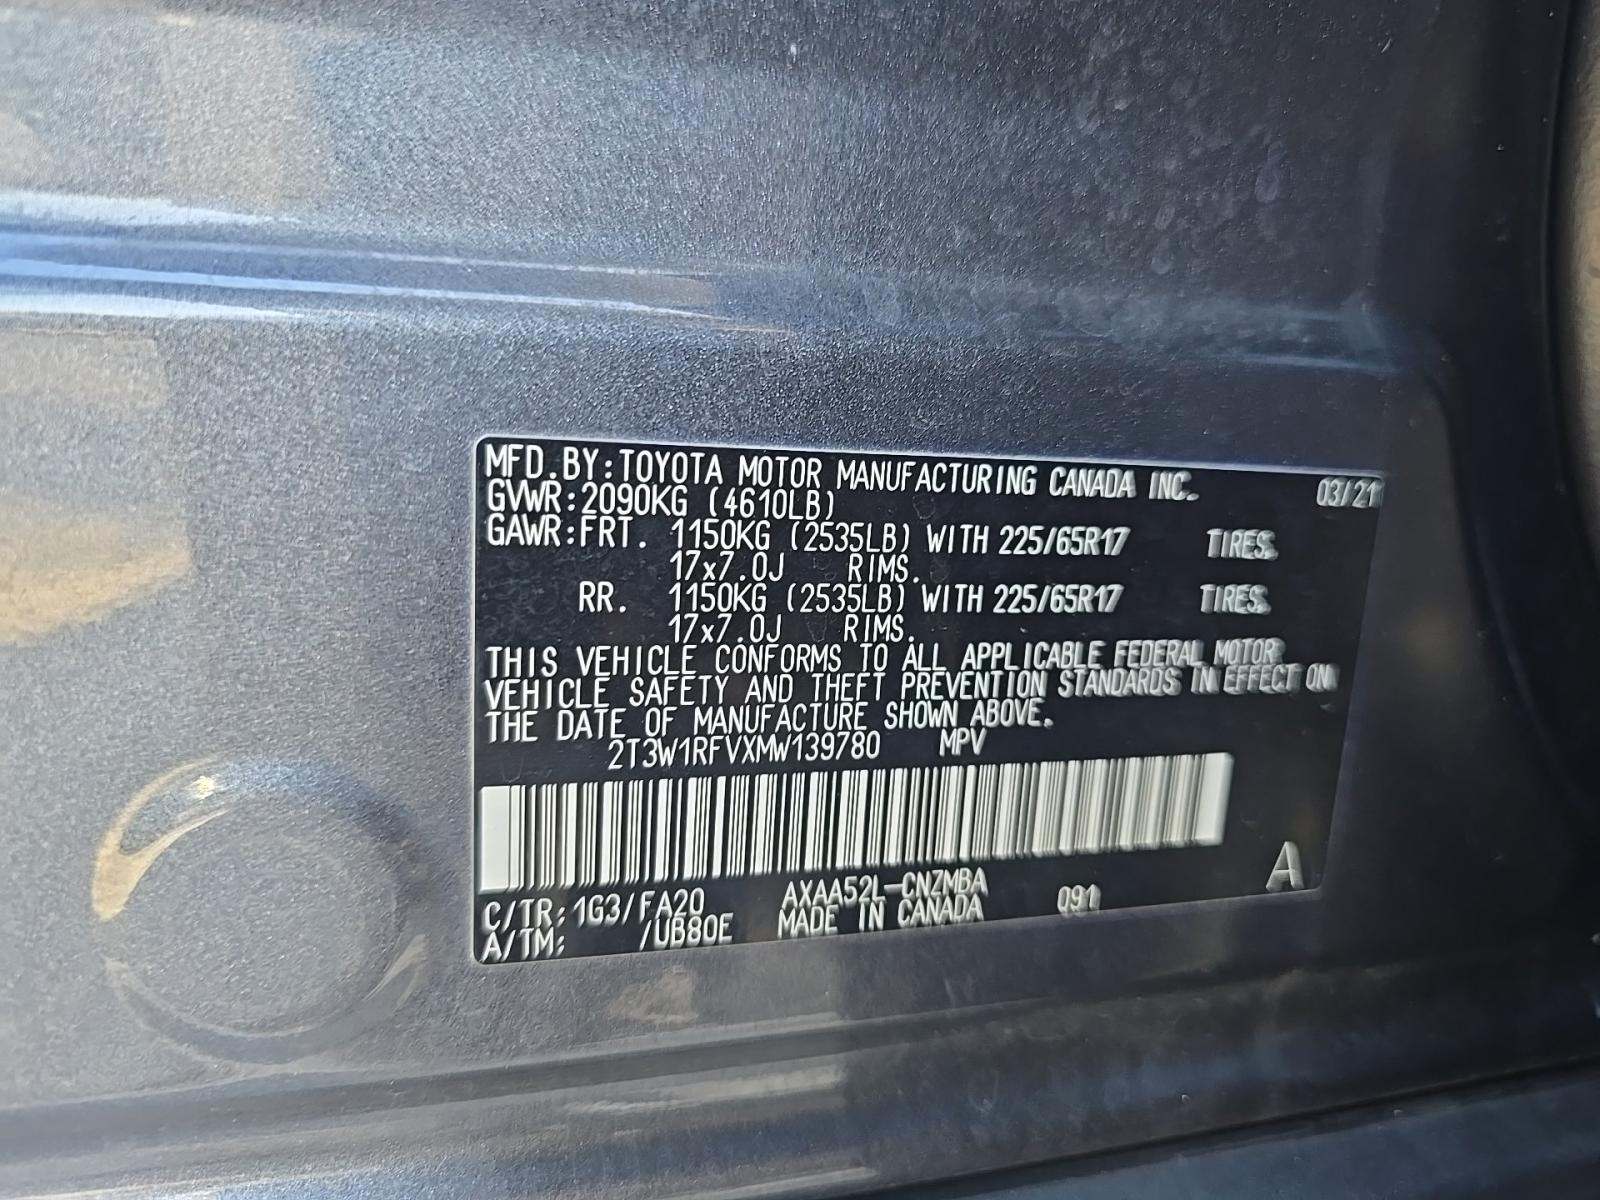 MFD.BY:TOYOTA MOTOR MANUFACTURING CANADA INC. 03/21
GVWR:2090KG (4610LB)
GAWR:FRT. 1150KG (2535LB) WITH 225/65R17 TIRES.
17x7.0J RIMS.
RR. 1150KG (2535LB) WITH 225/65R17 TIRES.
17x7.0J RIMS.
THIS VEHICLE CONFORMS TO ALL APPLICABLE FEDERAL MOTOR
VEHICLE SAFETY AND THEFT PREVENTION STANDARDS IN EFFECT ON
THE DATE OF MANUFACTURE SHOWN ABOVE.
2T3W1RFVXMW139780 MPV
A
C/TR:1G3/FA20 AXAA52L-CNZMBA 091
A/TM: /UB80E MADE IN CANADA